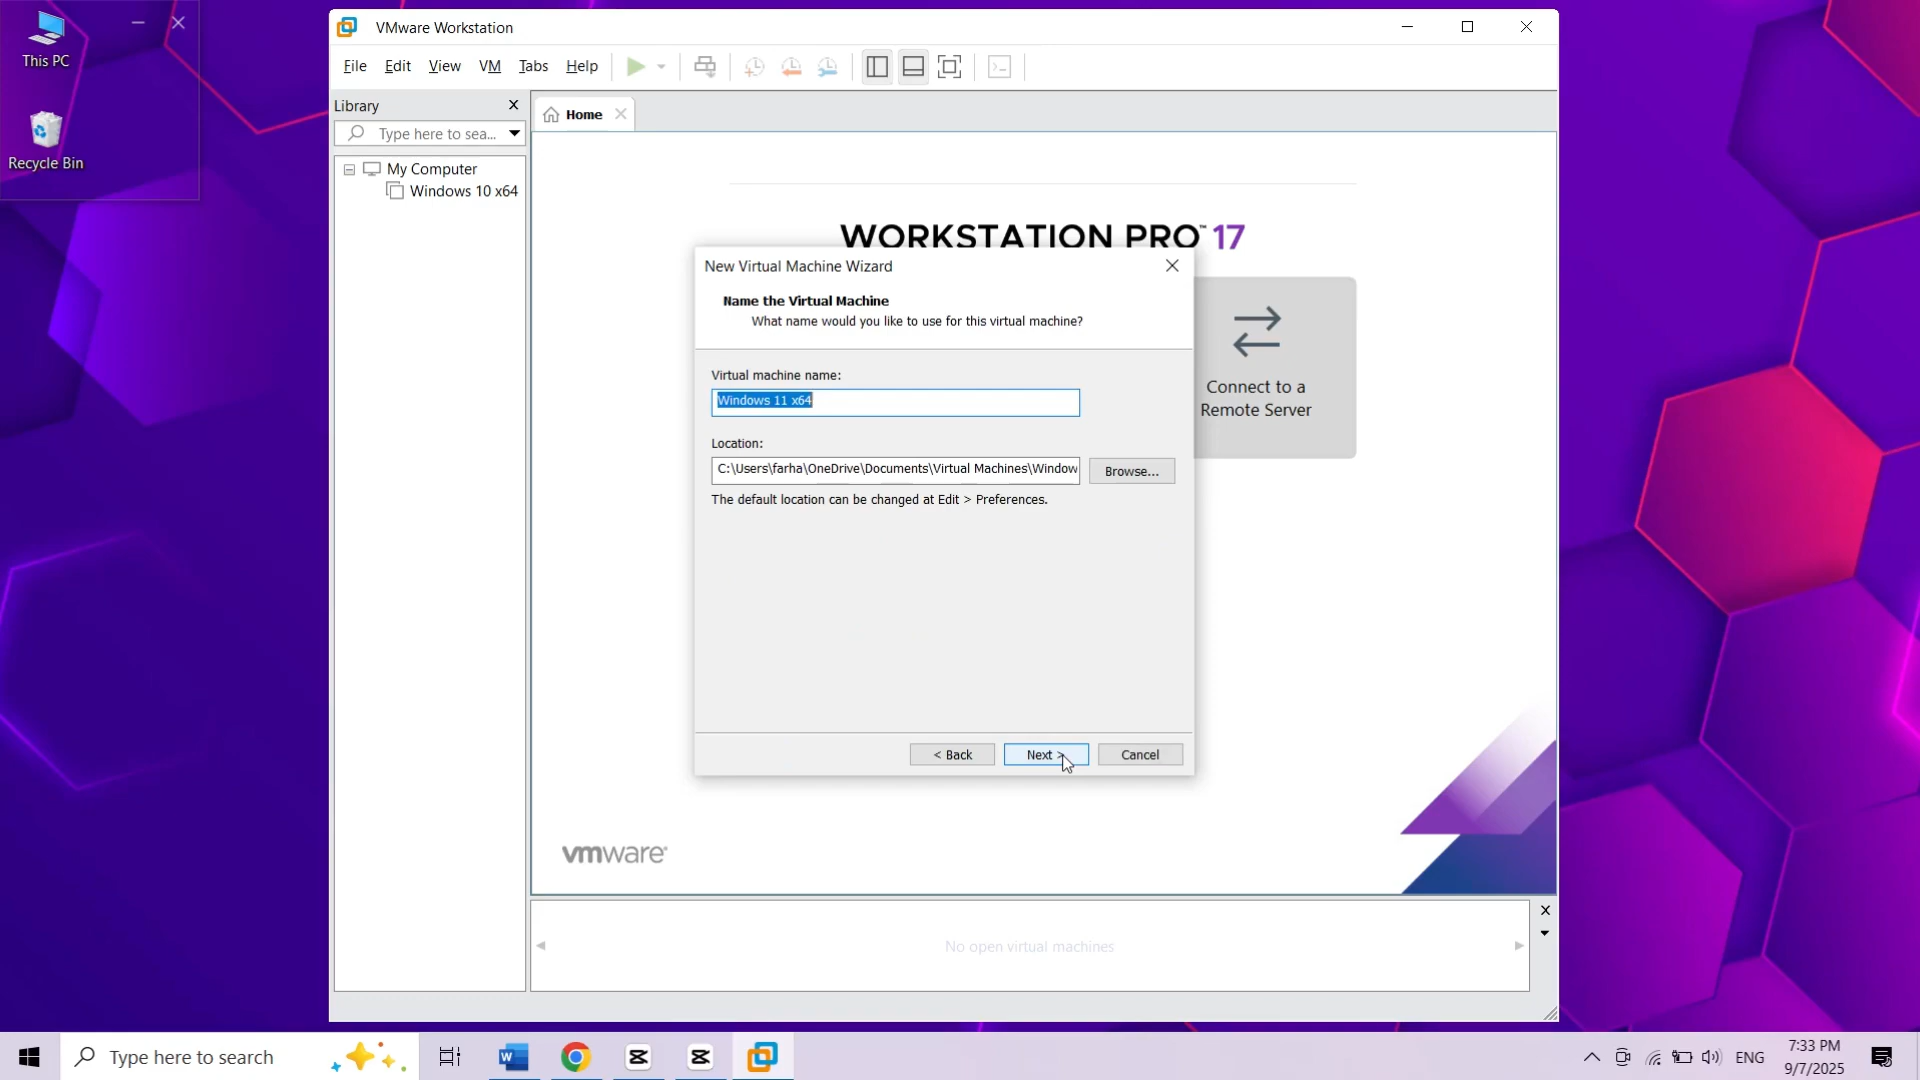 This PC
Recycle Bin
VMware Workstation
File Edit View VM Tabs Help
Library
Type here to sea...
My Computer
Windows 10 x64
Home
WORKSTATION PRO™ 17
Connect to a
Remote Server
New Virtual Machine Wizard
Name the Virtual Machine
What name would you like to use for this virtual machine?
Virtual machine name:
Windows 11 x64
Location:
C:\Users\farha\OneDrive\Documents\Virtual Machines\Window
Browse...
The default location can be changed at Edit > Preferences.
< Back
Next >
Cancel
vmware®
No open virtual machines
Type here to search
ENG
7:33 PM
9/7/2025